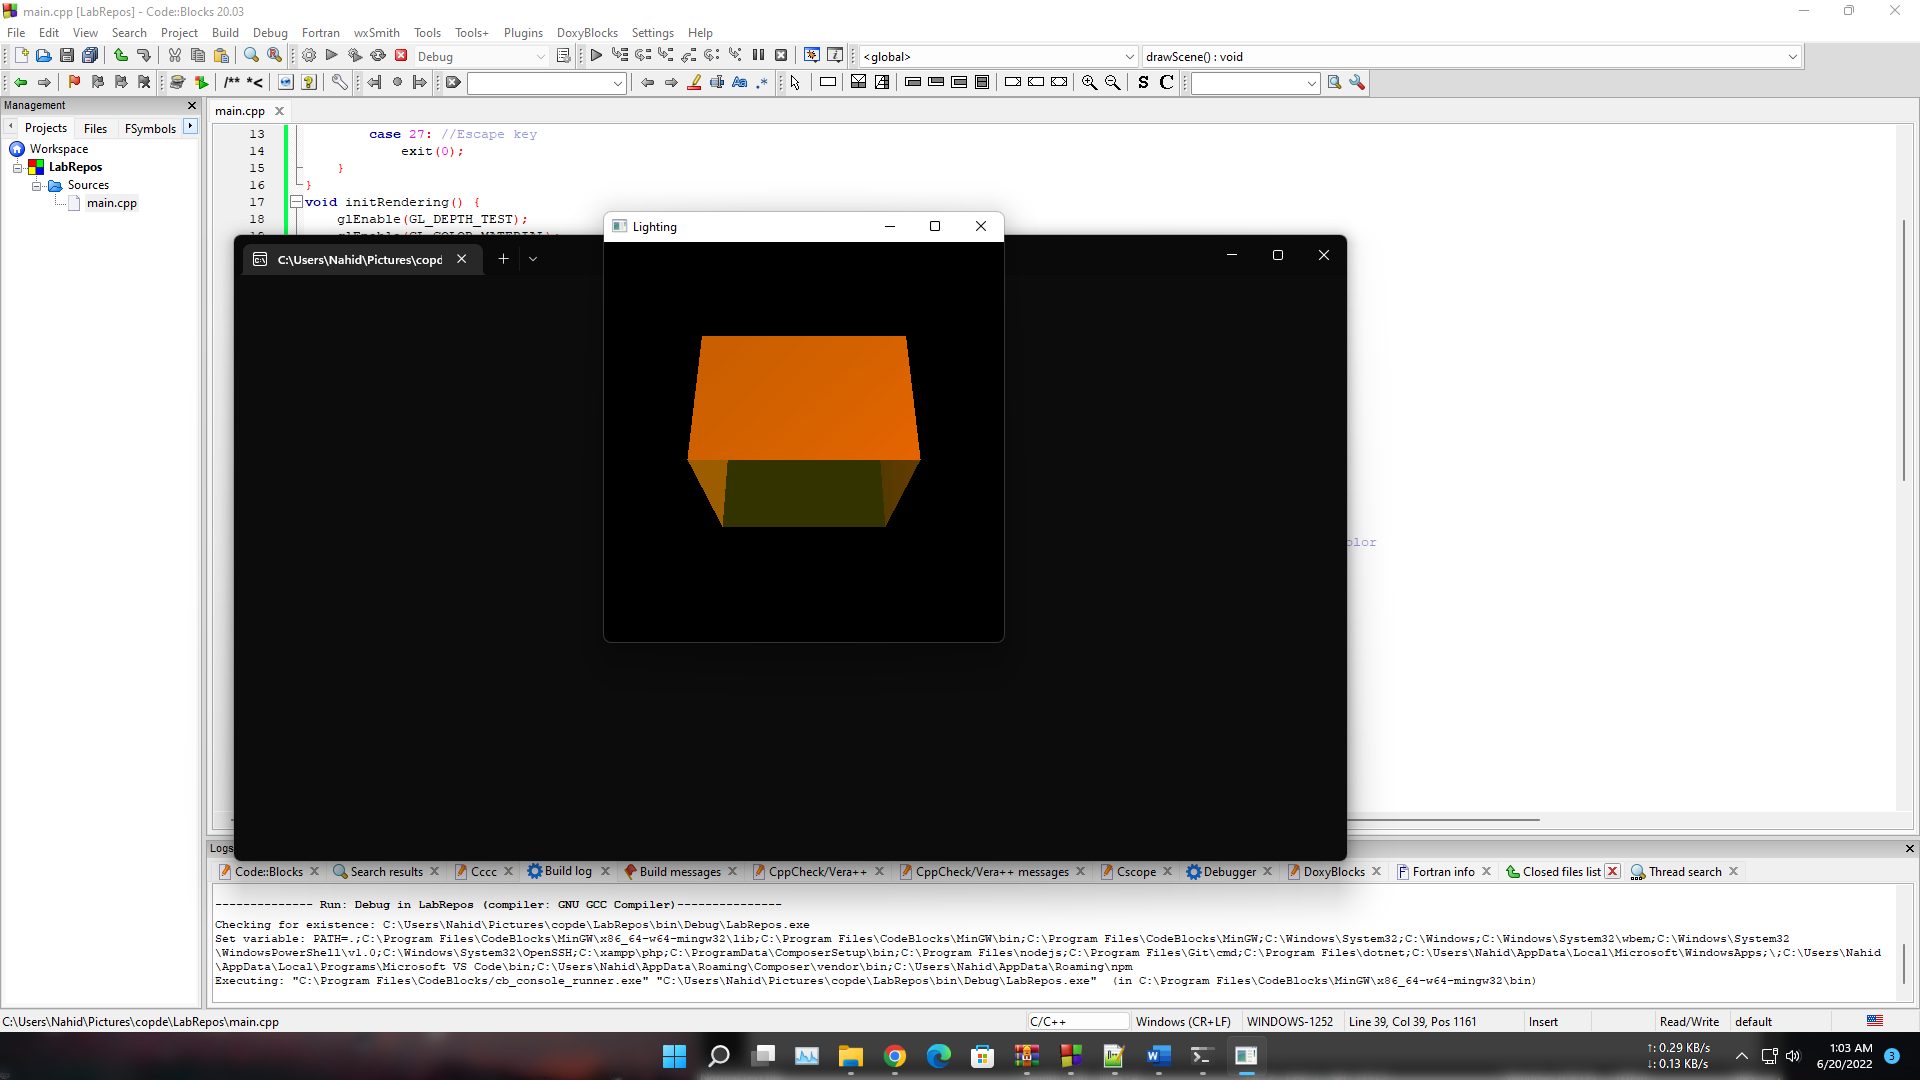 main.cpp [LabRepos] - Code::Blocks 20.03
File Edit View Search Project Build Debug Fortran wxSmith Tools Tools+ Plugins DoxyBlocks Settings Help
Debug
<global>
drawScene() : void
/** *<
Aa .*
S C
Management
main.cpp
Projects Files FSymbols
Workspace
LabRepos
Sources
main.cpp
13 case 27: //Escape key
14 exit(0);
15 }
16 }
17 void initRendering() {
18 glEnable(GL_DEPTH_TEST);
Lighting
C:\Users\Nahid\Pictures\copd
olor
Logs
Code::Blocks Search results Cccc Build log Build messages CppCheck/Vera++ CppCheck/Vera++ messages Cscope Debugger DoxyBlocks Fortran info Closed files list Thread search
-------------- Run: Debug in LabRepos (compiler: GNU GCC Compiler)---------------
Checking for existence: C:\Users\Nahid\Pictures\copde\LabRepos\bin\Debug\LabRepos.exe
Set variable: PATH=.;C:\Program Files\CodeBlocks\MinGW\x86_64-w64-mingw32\lib;C:\Program Files\CodeBlocks\MinGW\bin;C:\Program Files\CodeBlocks\MinGW;C:\Windows\System32;C:\Windows;C:\Windows\System32\wbem;C:\Windows\System32
\WindowsPowerShell\v1.0;C:\Windows\System32\OpenSSH;C:\xampp\php;C:\ProgramData\ComposerSetup\bin;C:\Program Files\nodejs;C:\Program Files\Git\cmd;C:\Program Files\dotnet;C:\Users\Nahid\AppData\Local\Microsoft\WindowsApps;\;C:\Users\Nahid
\AppData\Local\Programs\Microsoft VS Code\bin;C:\Users\Nahid\AppData\Roaming\Composer\vendor\bin;C:\Users\Nahid\AppData\Roaming\npm
Executing: "C:\Program Files\CodeBlocks/cb_console_runner.exe" "C:\Users\Nahid\Pictures\copde\LabRepos\bin\Debug\LabRepos.exe"  (in C:\Program Files\CodeBlocks\MinGW\x86_64-w64-mingw32\bin)
C:\Users\Nahid\Pictures\copde\LabRepos\main.cpp
C/C++
Windows (CR+LF)
WINDOWS-1252
Line 39, Col 39, Pos 1161
Insert
Read/Write
default
↑: 0.29 KB/s
↓: 0.13 KB/s
1:03 AM
6/20/2022
3